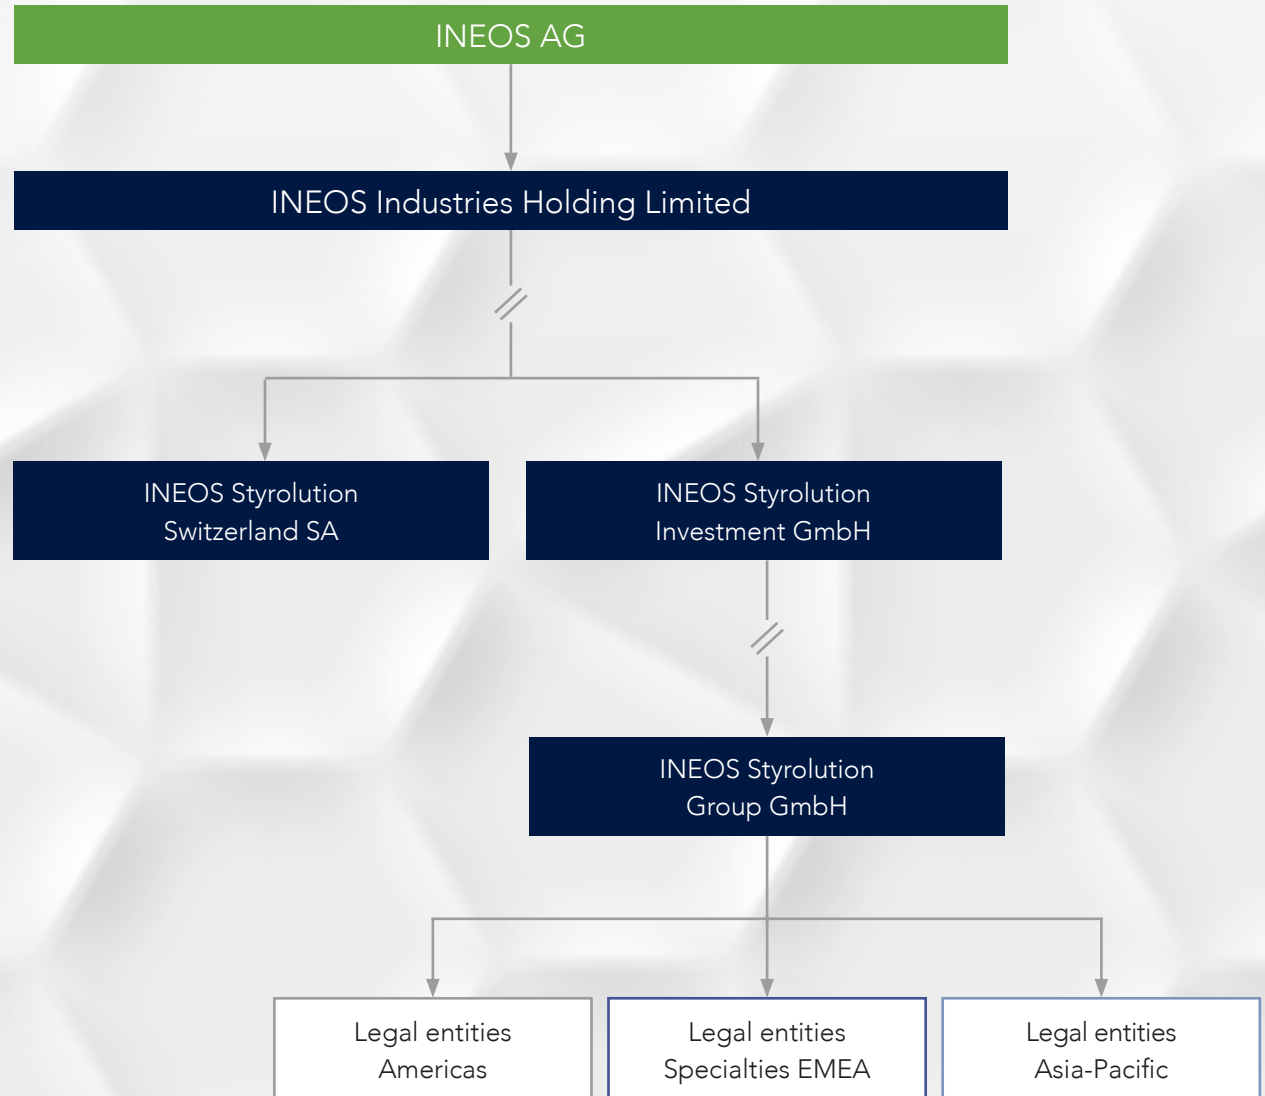 INEOS AG
INEOS Industries Holding Limited
INEOS Styrolution
Switzerland SA
INEOS Styrolution
Investment GmbH
INEOS Styrolution
Group GmbH
Legal entities
Americas
Legal entities
Specialties EMEA
Legal entities
Asia-Pacific